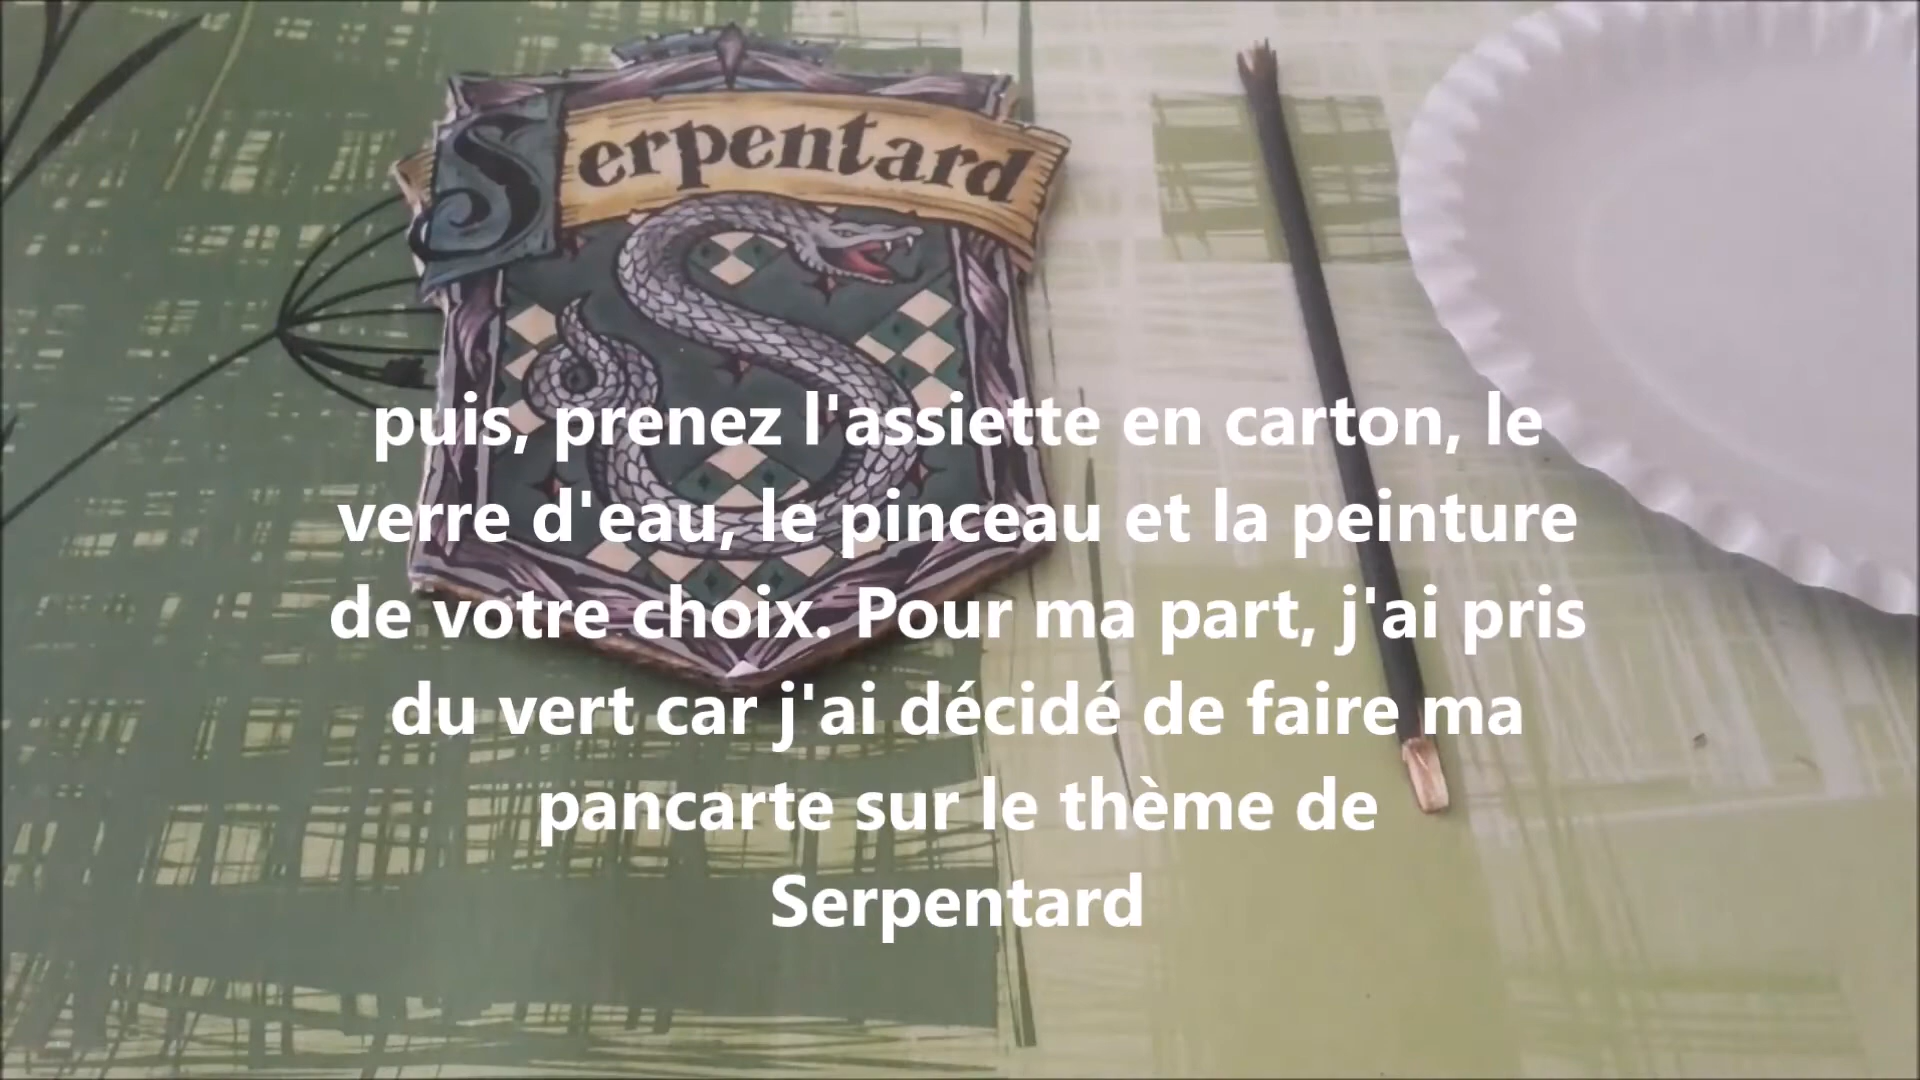 Serpentard
puis, prenez l'assiette en carton, le
verre d'eau, le pinceau et la peinture
de votre choix. Pour ma part, j'ai pris
du vert car j'ai décidé de faire ma
pancarte sur le thème de
Serpentard